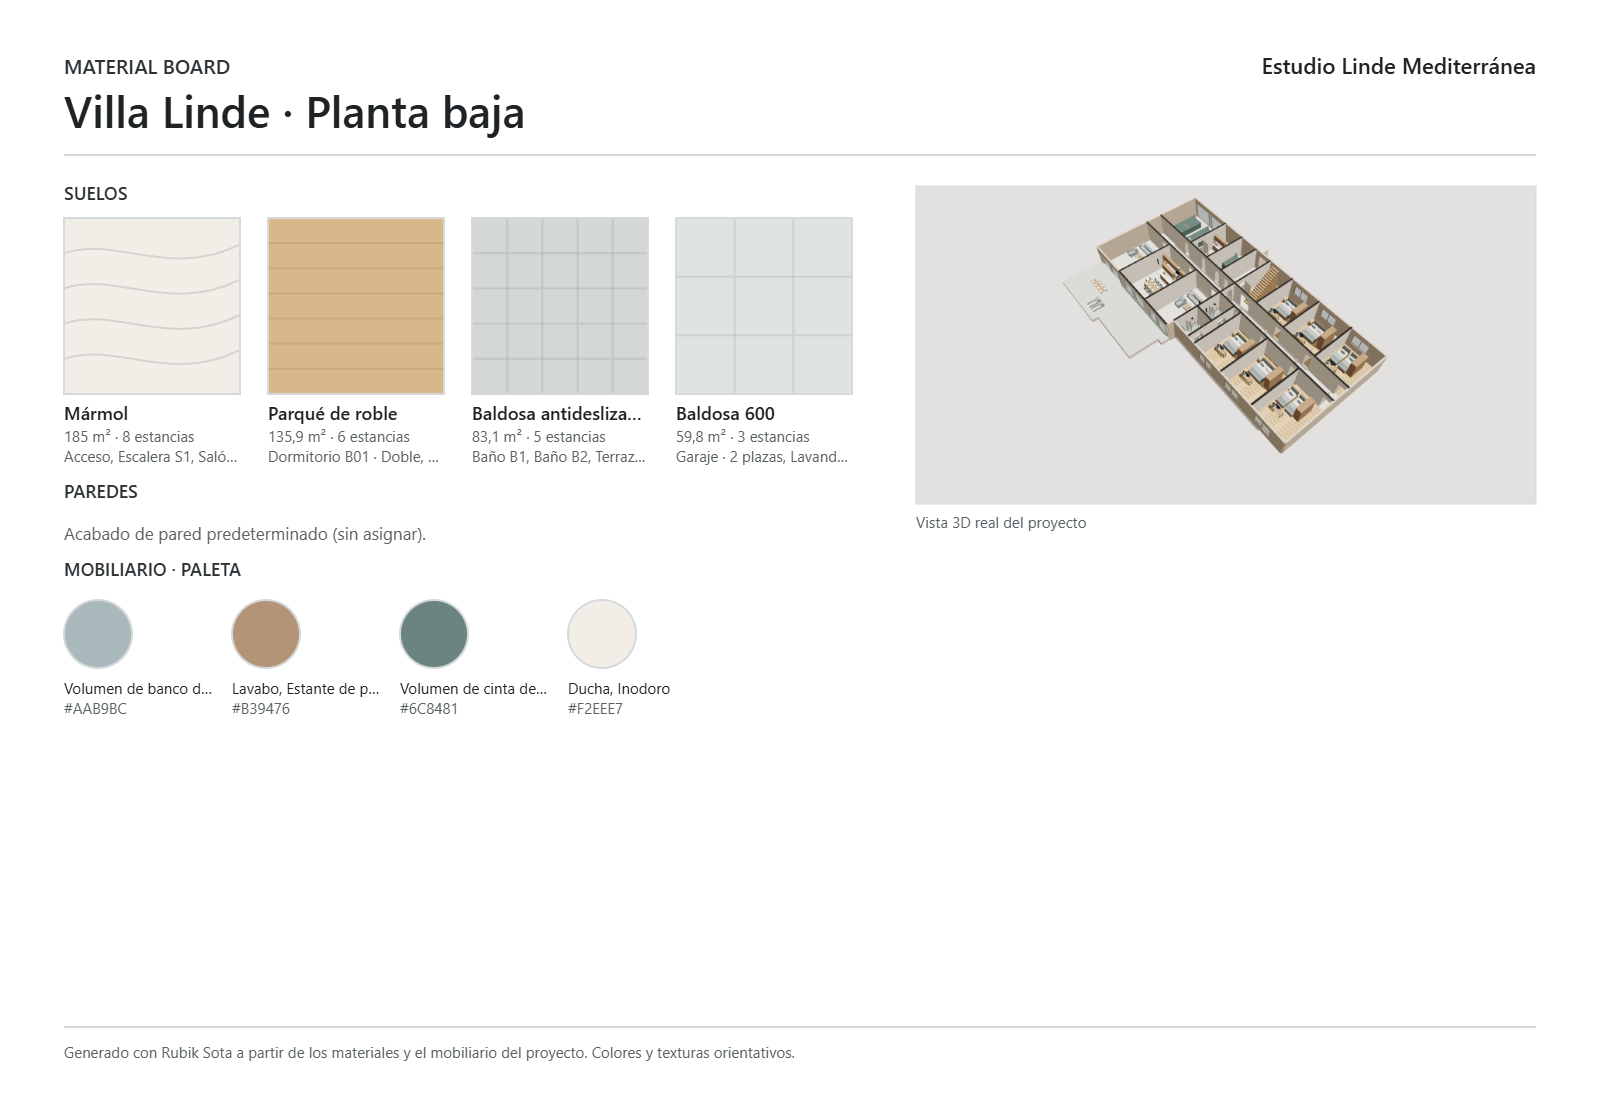 MATERIAL BOARD
Estudio Linde Mediterránea
Villa Linde · Planta baja
SUELOS
Mármol
185 m² · 8 estancias
Acceso, Escalera S1, Saló...
Parqué de roble
135,9 m² · 6 estancias
Dormitorio B01 · Doble, ...
Baldosa antidesliza...
83,1 m² · 5 estancias
Baño B1, Baño B2, Terraz...
Baldosa 600
59,8 m² · 3 estancias
Garaje · 2 plazas, Lavand...
Vista 3D real del proyecto
PAREDES
Acabado de pared predeterminado (sin asignar).
MOBILIARIO · PALETA
Volumen de banco d...
#AAB9BC
Lavabo, Estante de p...
#B39476
Volumen de cinta de...
#6C8481
Ducha, Inodoro
#F2EEE7
Generado con Rubik Sota a partir de los materiales y el mobiliario del proyecto. Colores y texturas orientativos.